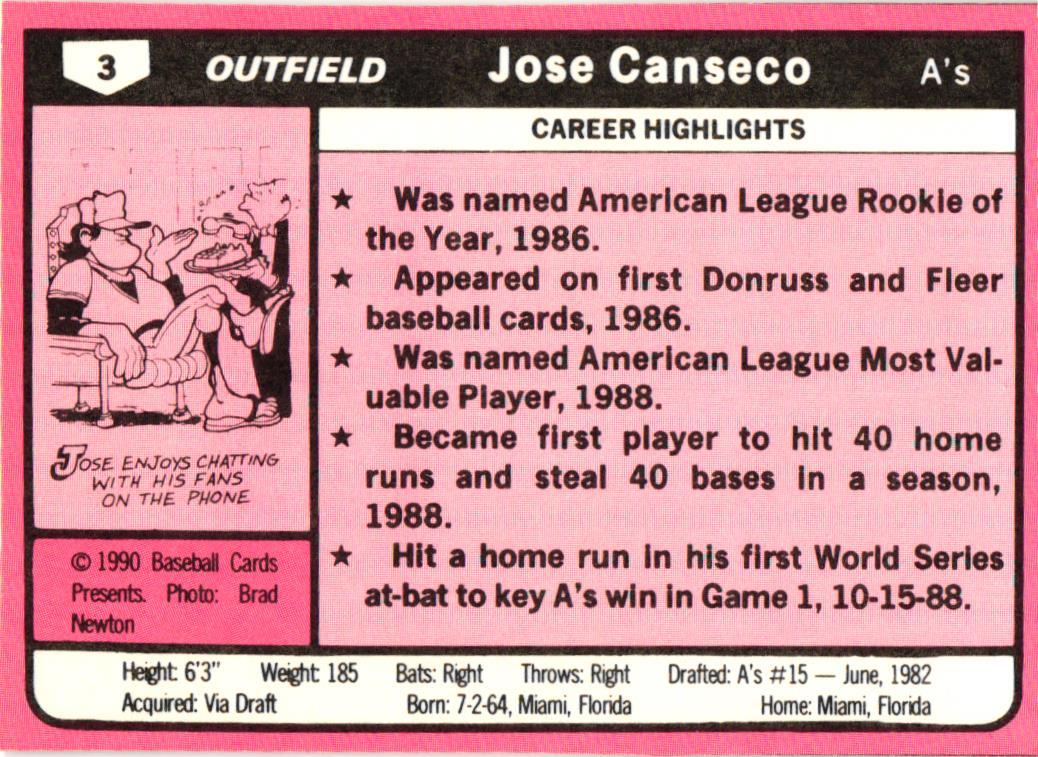 3 OUTFIELD Jose Canseco A's
CAREER HIGHLIGHTS
★ Was named American League Rookie of
the Year, 1986.
★ Appeared on first Donruss and Fleer
baseball cards, 1986.
★ Was named American League Most Val-
uable Player, 1988.
★ Became first player to hit 40 home
runs and steal 40 bases in a season,
1988.
★ Hit a home run in his first World Series
at-bat to key A's win in Game 1, 10-15-88.
JOSE ENJOYS CHATTING
WITH HIS FANS
ON THE PHONE
© 1990 Baseball Cards
Presents. Photo: Brad
Newton
Height: 6'3" Weight: 185 Bats: Right Throws: Right Drafted: A's #15 — June, 1982
Acquired: Via Draft Born: 7-2-64, Miami, Florida Home: Miami, Florida